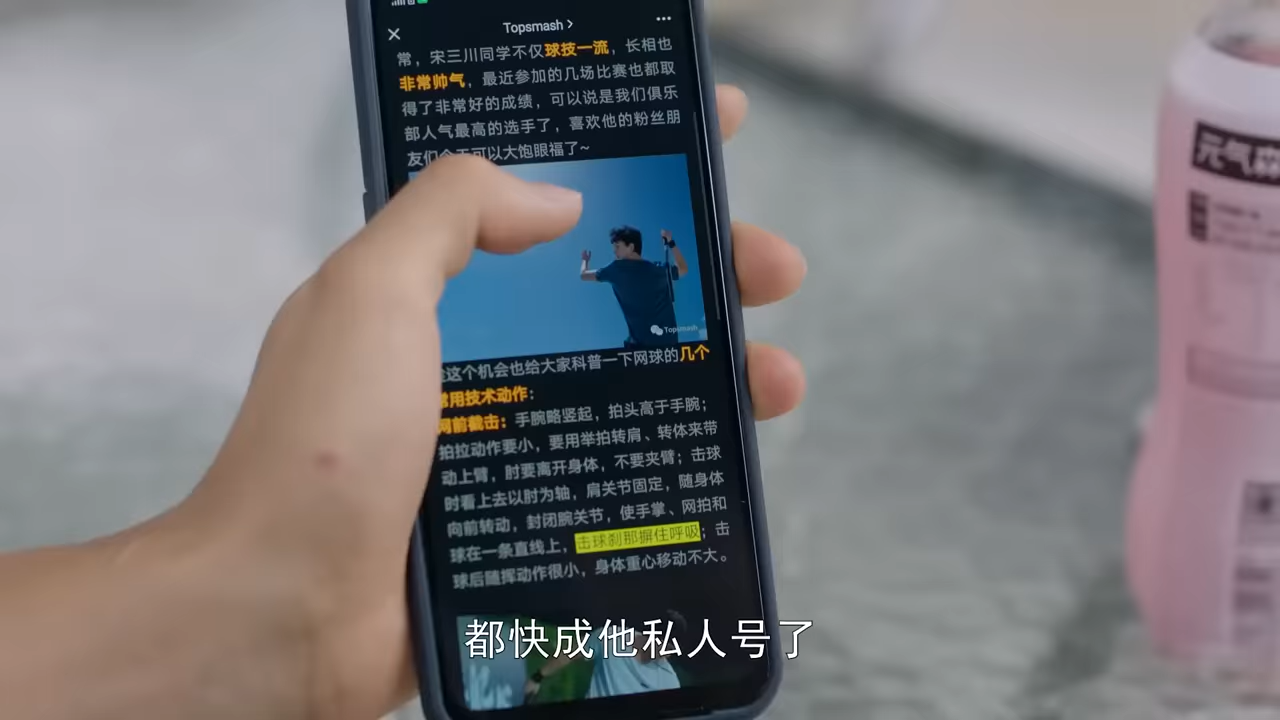 Topsmash
常，宋三川同学不仅球技一流，长相也
非常帅气，最近参加的几场比赛也都取
得了非常好的成绩，可以说是我们俱乐
部人气最高的选手了，喜欢他的粉丝朋
友们今天可以大饱眼福了~
Topsmash
这个机会也给大家科普一下网球的几个
常用技术动作：
网前截击：手腕略竖起，拍头高于手腕；
拍拉动作要小，要用举拍转肩、转体来带
动上臂，肘要离开身体，不要夹臂；击球
时看上去以肘为轴，肩关节固定，随身体
向前转动，封闭腕关节，使手掌、网拍和
球在一条直线上，击球刹那摒住呼吸；击
球后随挥动作很小，身体重心移动不大。
元气森
都快成他私人号了